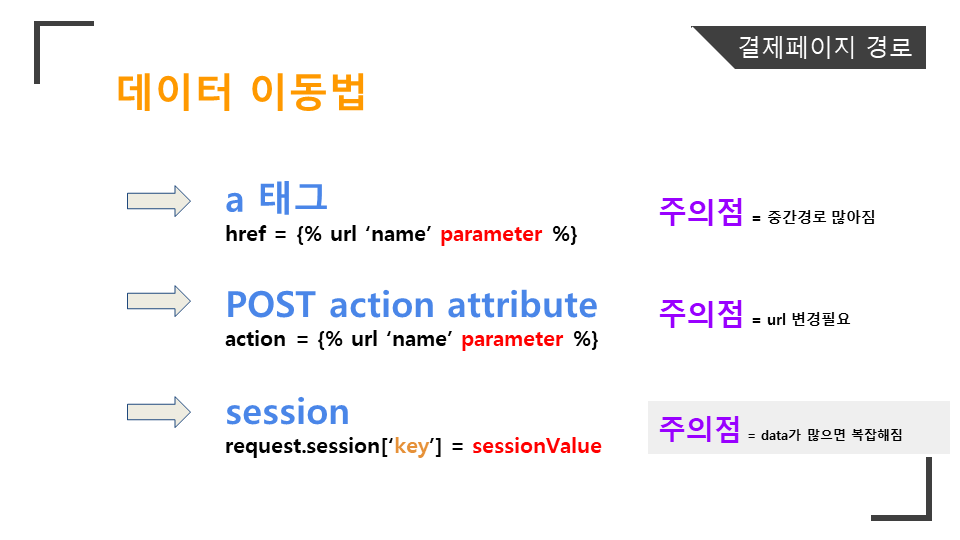 결제페이지 경로
데이터 이동법
a 태그
href = {% url ‘name’ parameter %}
주의점 = 중간경로 많아짐
POST action attribute
action = {% url ‘name’ parameter %}
주의점 = url 변경필요
session
request.session[‘key’] = sessionValue
주의점 = data가 많으면 복잡해짐